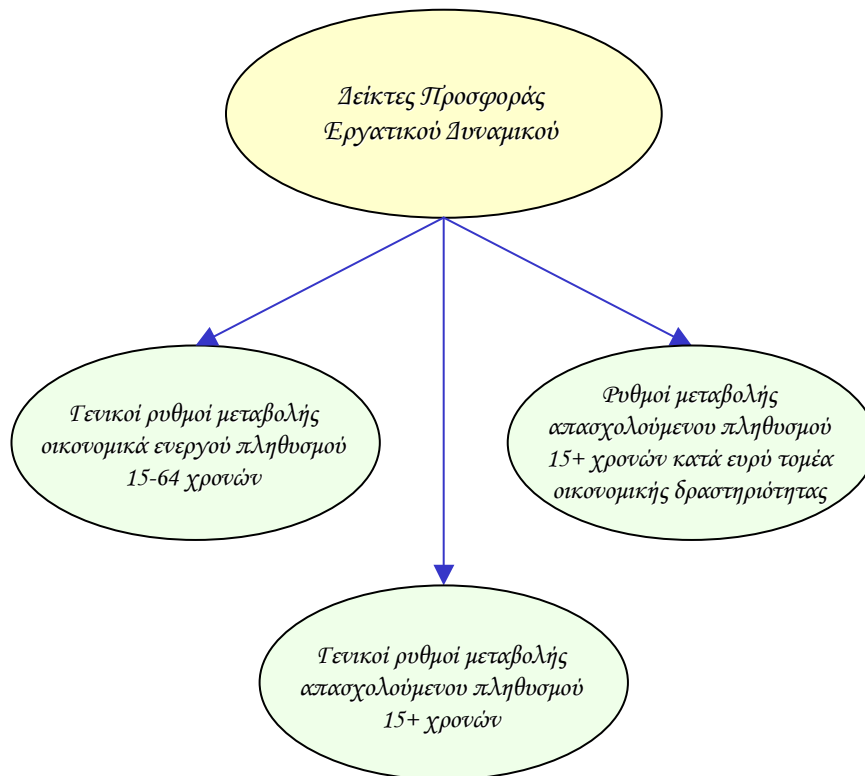 Δείκτες Προσφοράς
Εργατικού Δυναμικού
Γενικοί ρυθμοί μεταβολής
οικονομικά ενεργού πληθυσμού
15-64 χρονών
Ρυθμοί μεταβολής
απασχολούμενου πληθυσμού
15+ χρονών κατά ευρύ τομέα
οικονομικής δραστηριότητας
Γενικοί ρυθμοί μεταβολής
απασχολούμενου πληθυσμού
15+ χρονών